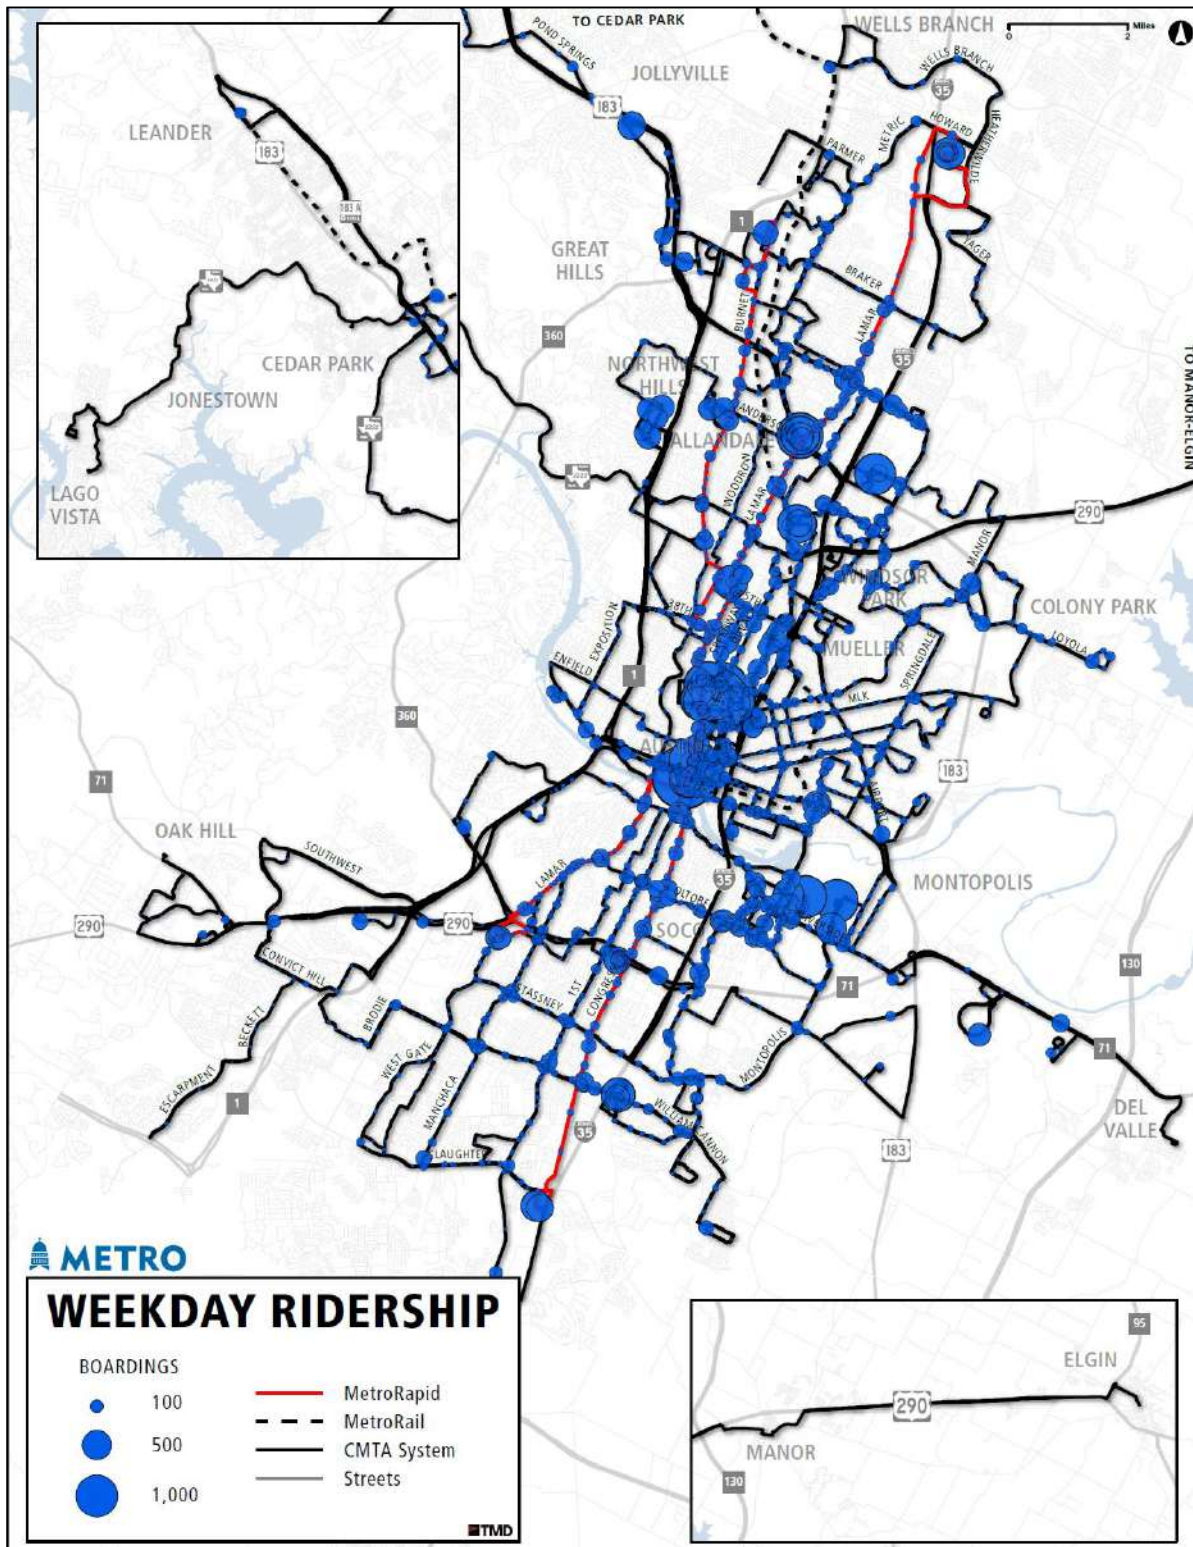 TO CEDAR PARK
WELLS BRANCH
0
2
Miles
POND SPRINGS
JOLLYVILLE
WELLS BRANCH
35
183
HOWARD
HEATHERWILDE
METRIC
PARMER
LEANDER
183
183 A
1
YAGER
GREAT
HILLS
BRAKER
BURNET
LAMAR
360
35
TO MANOR-ELGIN
CEDAR PARK
NORTHWEST
HILLS
JONESTOWN
ALLANDALE
LAGO
VISTA
WOODROW
LAMAR
290
MANOR
WINDSOR
PARK
COLONY PARK
38TH
EXPOSITION
LOYOLA
MUELLER
ENFIELD
SPRINGDALE
1
MLK
360
71
183
AIRPORT
OAK HILL
SOUTHWEST
LAMAR
35
MONTOPOLIS
290
290
CONVICT HILL
STASSNEY
1ST
71
130
BRODIE
BECKETT
WEST GATE
MONTOPOLIS
71
ESCARPMENT
1
MANCHACA
WILLIAM CANNON
DEL
VALLE
35
183
METRO
WEEKDAY RIDERSHIP
BOARDINGS
100
500
1,000
MetroRapid
MetroRail
CMTA System
Streets
TMD
95
ELGIN
290
MANOR
130